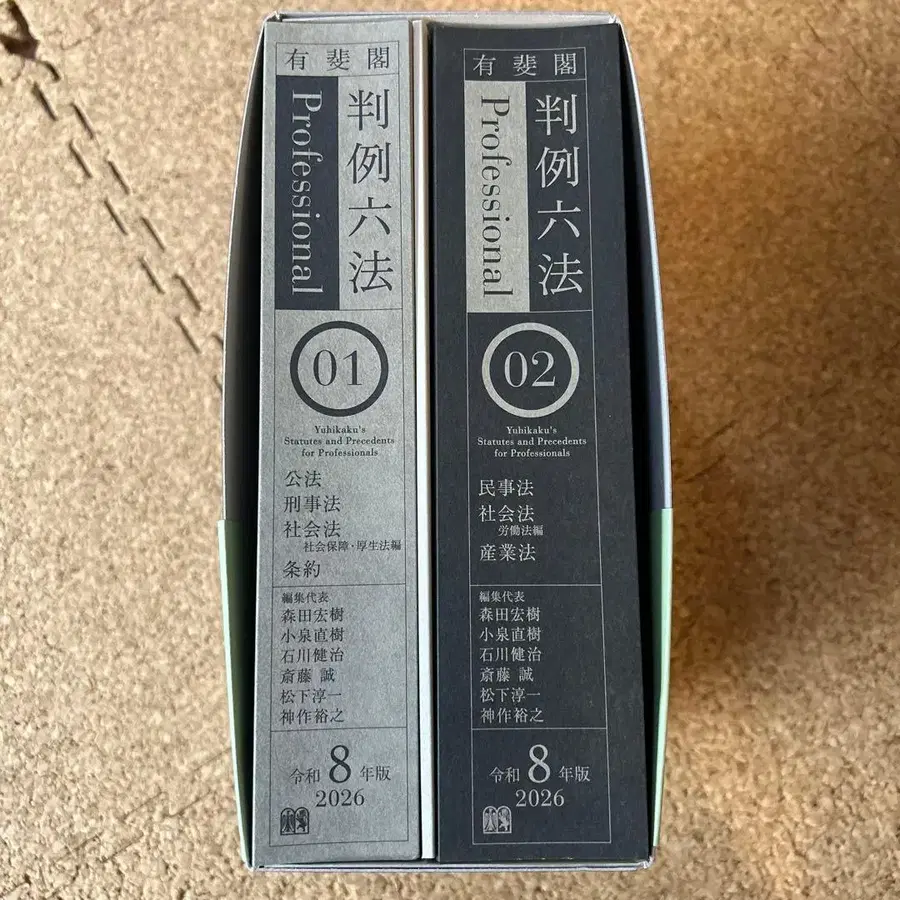 有斐閣
判例六法
Professional
01
Yuhikaku's
Statutes and Precedents
for Professionals
公法
刑事法
社会法
社会保障・厚生法編
条約
編集代表
森田宏樹
小泉直樹
石川健治
斎藤 誠
松下淳一
神作裕之
令和8年版
2026
有斐閣
判例六法
Professional
02
Yuhikaku's
Statutes and Precedents
for Professionals
民事法
社会法
労働法編
産業法
編集代表
森田宏樹
小泉直樹
石川健治
斎藤 誠
松下淳一
神作裕之
令和8年版
2026